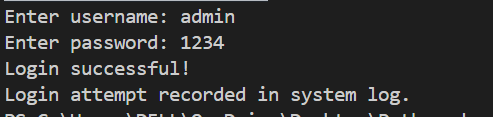 Enter username: admin
Enter password: 1234
Login successful!
Login attempt recorded in system log.